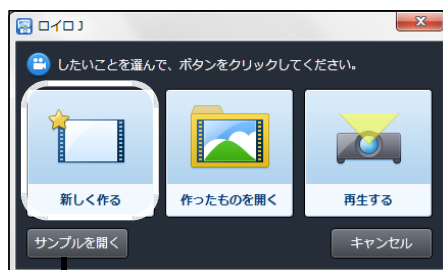 ロイロJ
したいことを選んで、ボタンをクリックしてください。
新しく作る
作ったものを開く
再生する
サンプルを開く
キャンセル